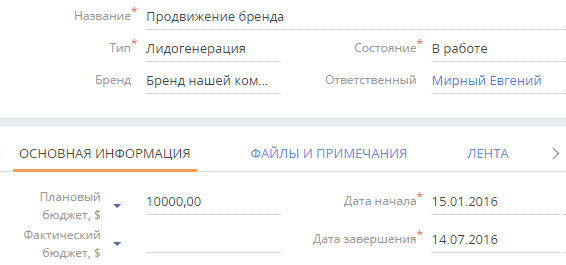 Название* Продвижение бренда
Тип* Лидогенерация Состояние* В работе
Бренд Бренд нашей ком... Ответственный Мирный Евгений
ОСНОВНАЯ ИНФОРМАЦИЯ ФАЙЛЫ И ПРИМЕЧАНИЯ ЛЕНТА
Плановый
бюджет, $ 10000,00 Дата начала* 15.01.2016
Фактический
бюджет, $ Дата завершения* 14.07.2016